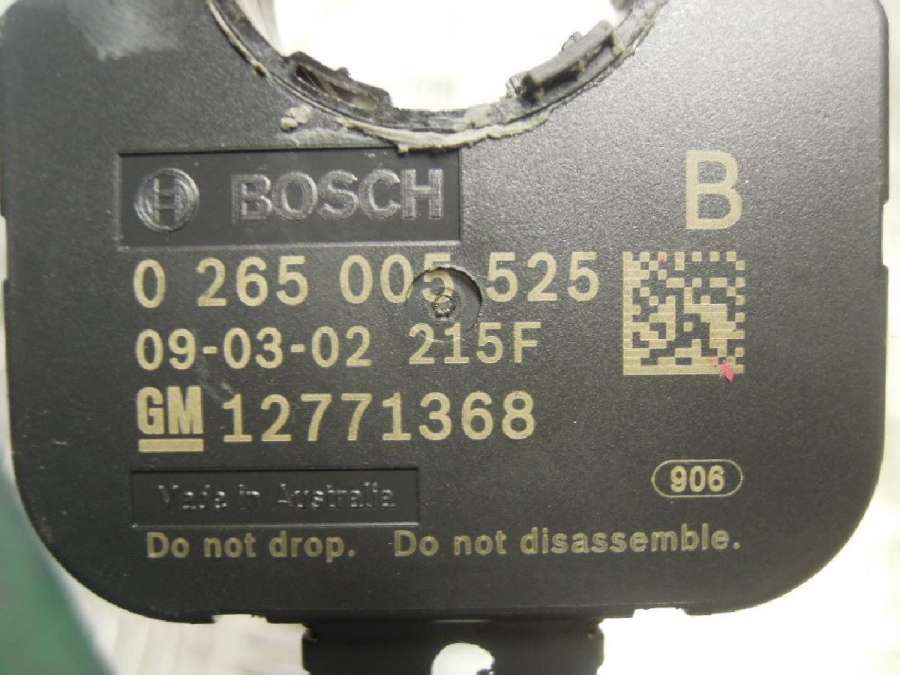 BOSCH B
0 265 005 525
09-03-02 215F
GM 12771368
Made in Australia
906
Do not drop. Do not disassemble.